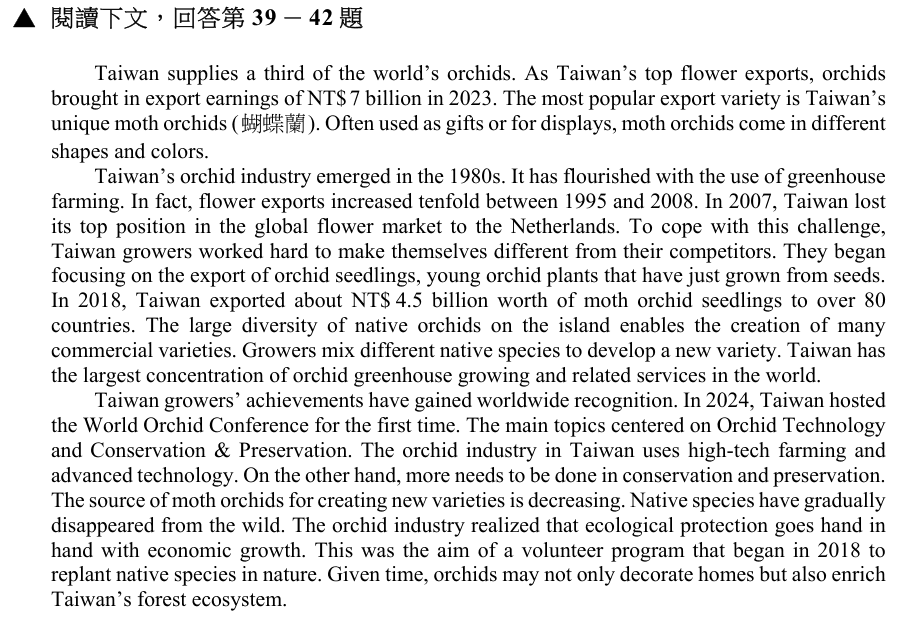 ▲ 閱讀下文，回答第 39 － 42 題
Taiwan supplies a third of the world’s orchids. As Taiwan’s top flower exports, orchids
brought in export earnings of NT$ 7 billion in 2023. The most popular export variety is Taiwan’s
unique moth orchids (蝴蝶蘭). Often used as gifts or for displays, moth orchids come in different
shapes and colors.
Taiwan’s orchid industry emerged in the 1980s. It has flourished with the use of greenhouse
farming. In fact, flower exports increased tenfold between 1995 and 2008. In 2007, Taiwan lost
its top position in the global flower market to the Netherlands. To cope with this challenge,
Taiwan growers worked hard to make themselves different from their competitors. They began
focusing on the export of orchid seedlings, young orchid plants that have just grown from seeds.
In 2018, Taiwan exported about NT$ 4.5 billion worth of moth orchid seedlings to over 80
countries. The large diversity of native orchids on the island enables the creation of many
commercial varieties. Growers mix different native species to develop a new variety. Taiwan has
the largest concentration of orchid greenhouse growing and related services in the world.
Taiwan growers’ achievements have gained worldwide recognition. In 2024, Taiwan hosted
the World Orchid Conference for the first time. The main topics centered on Orchid Technology
and Conservation & Preservation. The orchid industry in Taiwan uses high-tech farming and
advanced technology. On the other hand, more needs to be done in conservation and preservation.
The source of moth orchids for creating new varieties is decreasing. Native species have gradually
disappeared from the wild. The orchid industry realized that ecological protection goes hand in
hand with economic growth. This was the aim of a volunteer program that began in 2018 to
replant native species in nature. Given time, orchids may not only decorate homes but also enrich
Taiwan’s forest ecosystem.